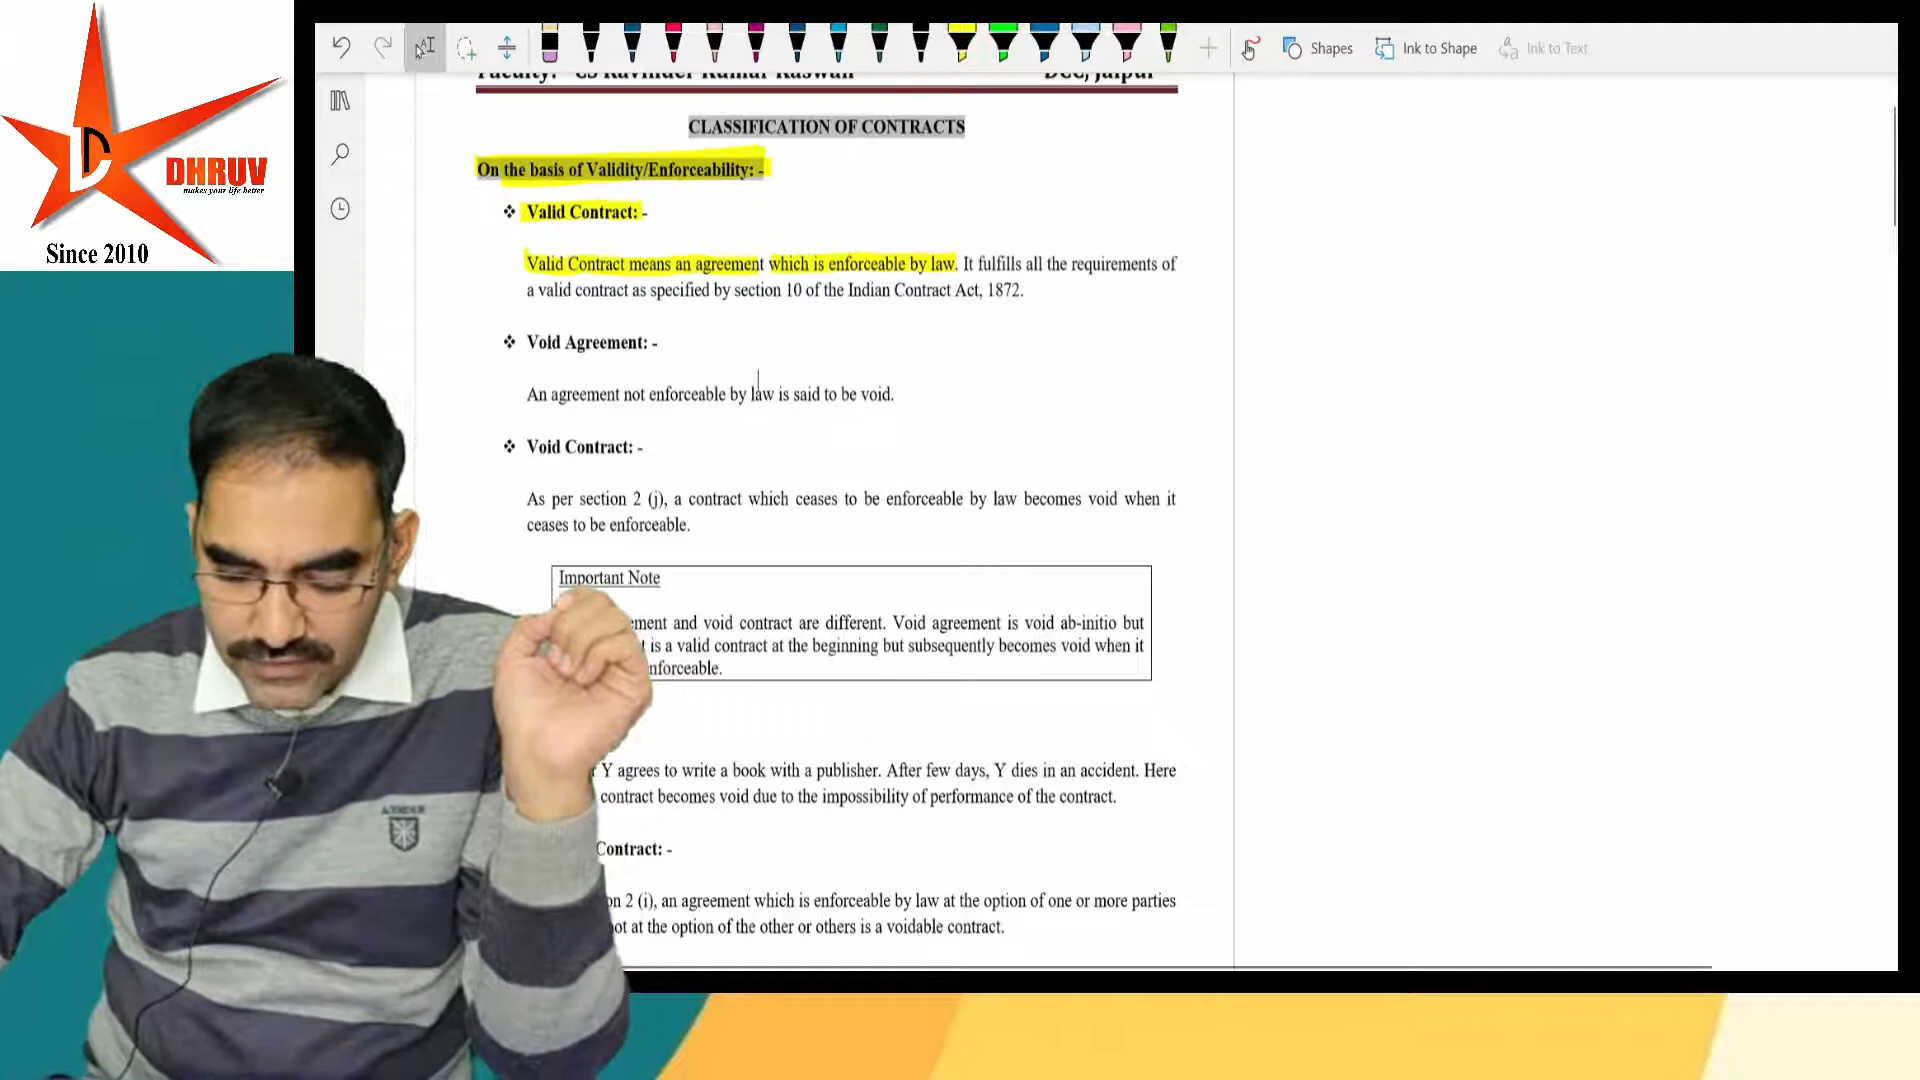 Shapes
Ink to Shape
Ink to Text
Faculty: CS Ravinder Kumar Kaswan DCC, Jaipur
CLASSIFICATION OF CONTRACTS
On the basis of Validity/Enforceability: -
❖ Valid Contract: -
Valid Contract means an agreement which is enforceable by law. It fulfills all the requirements of
a valid contract as specified by section 10 of the Indian Contract Act, 1872.
❖ Void Agreement: -
An agreement not enforceable by law is said to be void.
❖ Void Contract: -
As per section 2 (j), a contract which ceases to be enforceable by law becomes void when it
ceases to be enforceable.
Important Note
and void contract are different. Void agreement is void ab-initio but
is a valid contract at the beginning but subsequently becomes void when it
Y agrees to write a book with a publisher. After few days, Y dies in an accident. Here
contract becomes void due to the impossibility of performance of the contract.
Contract: -
2 (i), an agreement which is enforceable by law at the option of one or more parties
at the option of the other or others is a voidable contract.
DC
DHRUV
makes your life better
Since 2010